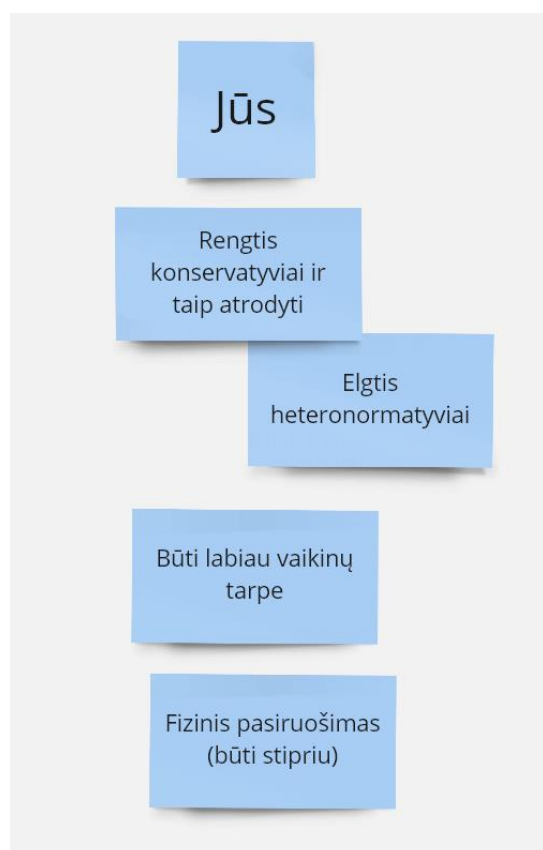 Jūs
Rengtis
konservatyviai ir
taip atrodyti
Elgtis
heteronormatyviai
Būti labiau vaikinų
tarpe
Fizinis pasiruošimas
(būti stipriu)